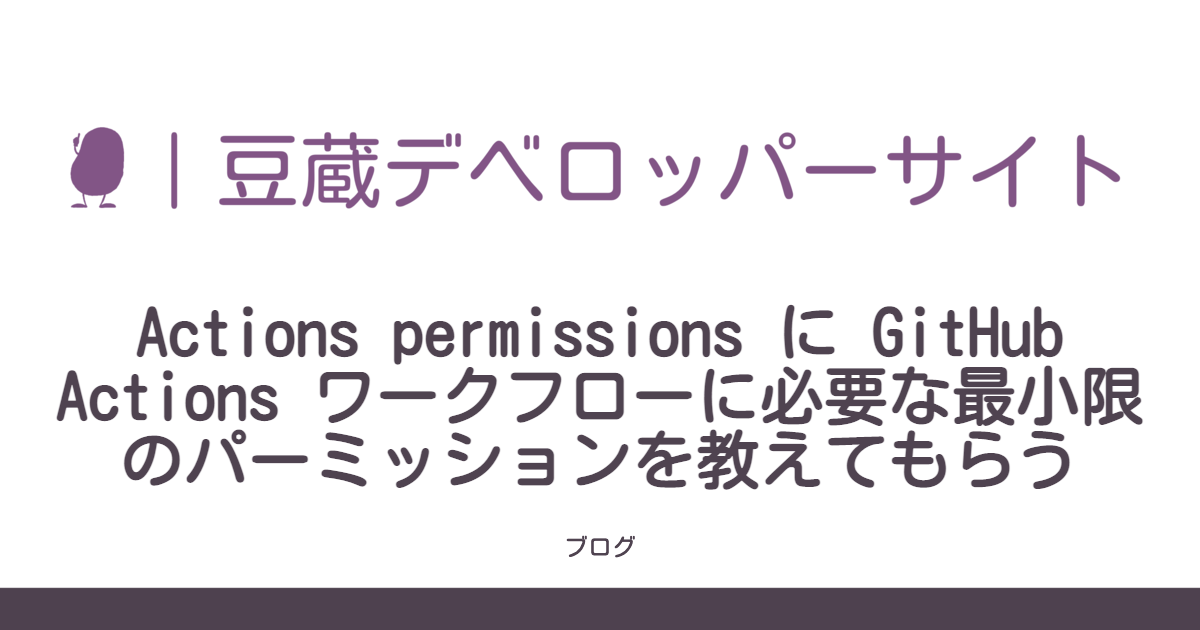 ｜豆蔵デベロッパーサイト
Actions permissions に GitHub
Actions ワークフローに必要な最小限
のパーミッションを教えてもらう
ブログ